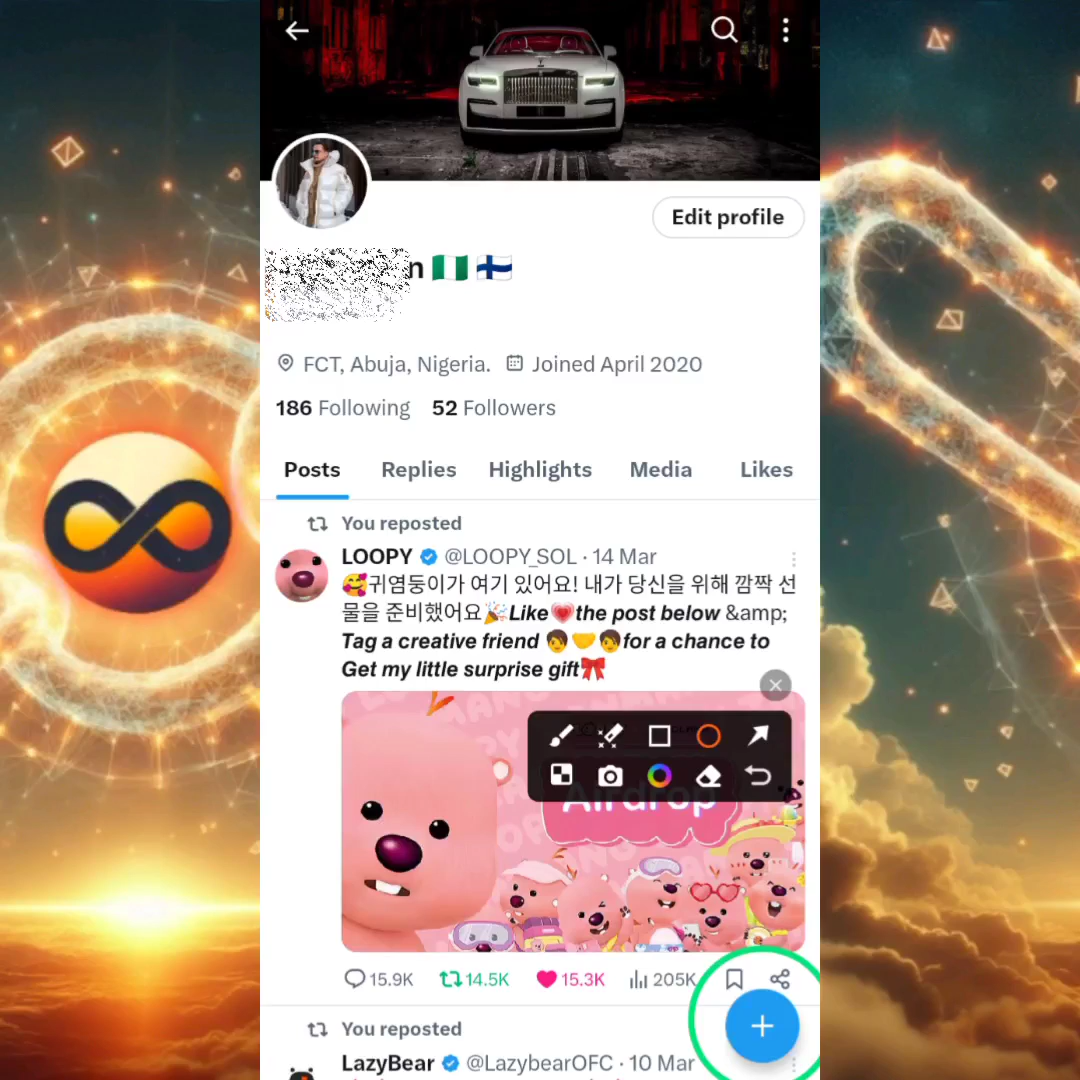 Edit profile
n 🇳🇬 🇫🇮
FCT, Abuja, Nigeria. Joined April 2020
186 Following 52 Followers
Posts Replies Highlights Media Likes
You reposted
LOOPY @LOOPY_SOL · 14 Mar
🥰귀염둥이가 여기 있어요! 내가 당신을 위해 깜짝 선
물을 준비했어요🎉Like💗the post below &amp;
Tag a creative friend 🧑🤝🧑for a chance to
Get my little surprise gift🎀
Airdrop
15.9K 14.5K 15.3K 205K
You reposted
LazyBear @LazybearOFC · 10 Mar